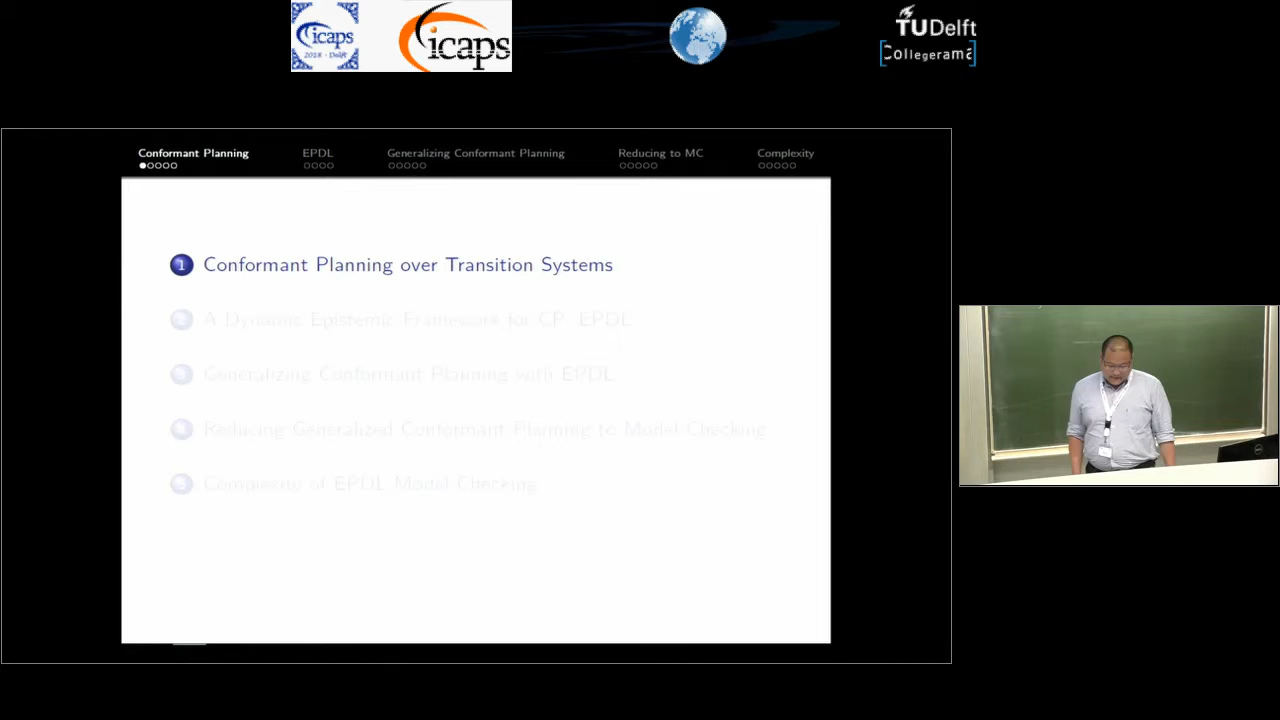 icaps
2018 · Delft
icaps
TUDelft
Collegerama
Conformant Planning
EPDL
Generalizing Conformant Planning
Reducing to MC
Complexity
1 Conformant Planning over Transition Systems
2 A Dynamic Epistemic Framework for CP: EPDL
3 Generalizing Conformant Planning with EPDL
4 Reducing Generalized Conformant Planning to Model Checking
5 Complexity of EPDL Model Checking